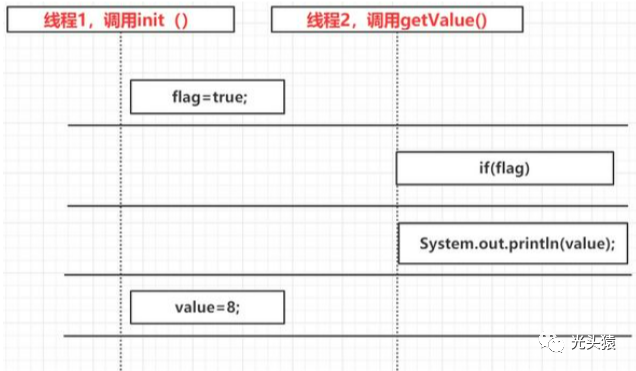 线程1，调用init（）
线程2，调用getValue()
flag=true;
if(flag)
System.out.println(value);
value=8;
光头猿